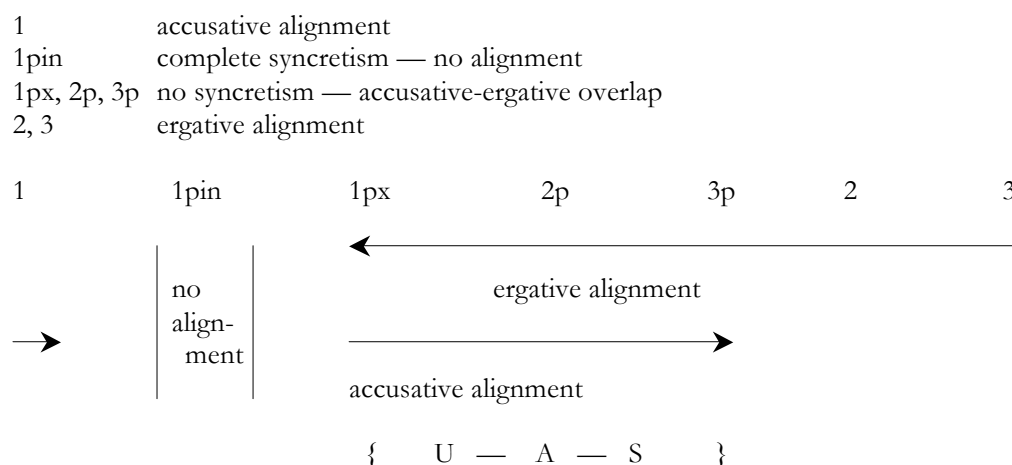 1 accusative alignment
1pin complete syncretism — no alignment
1px, 2p, 3p no syncretism — accusative-ergative overlap
2, 3 ergative alignment
1 1pin 1px 2p 3p 2 3
no
ergative alignment
align-
ment
accusative alignment
{ U — A — S }